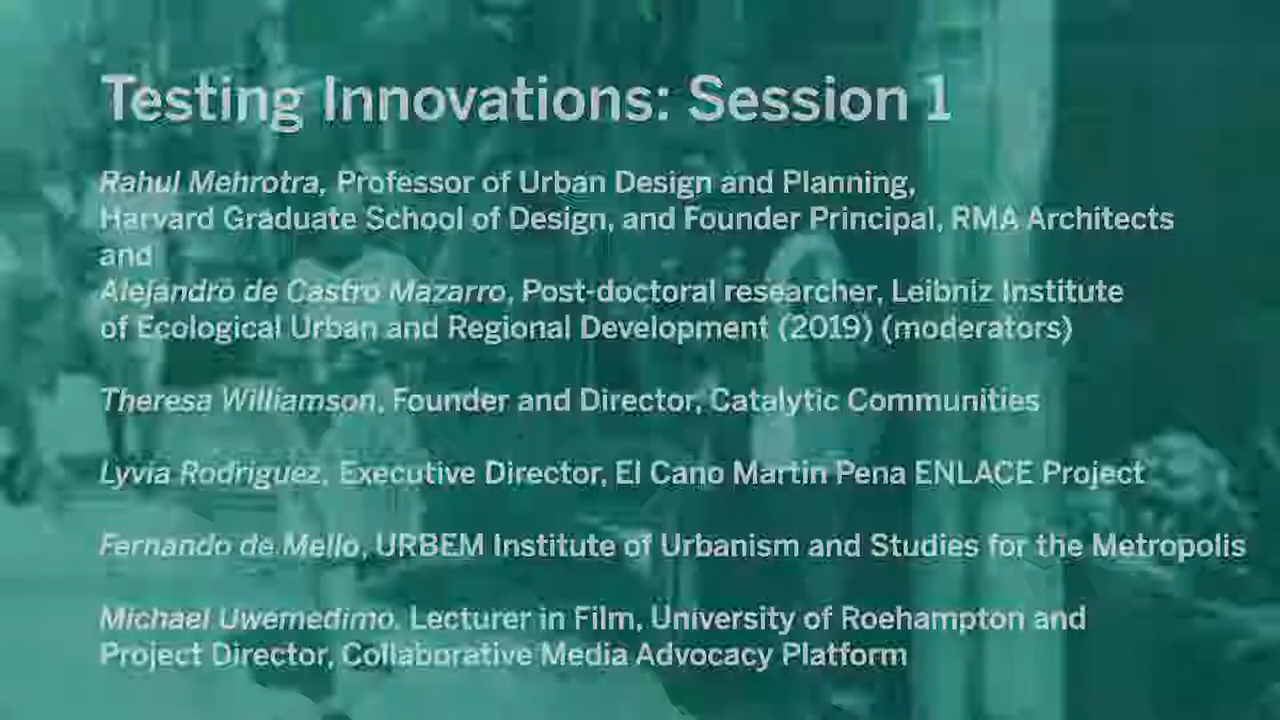 Testing Innovations: Session 1
Rahul Mehrotra, Professor of Urban Design and Planning,
Harvard Graduate School of Design, and Founder Principal, RMA Architects
and
Alejandro de Castro Mazarro, Post-doctoral researcher, Leibniz Institute
of Ecological Urban and Regional Development (2019) (moderators)
Theresa Williamson, Founder and Director, Catalytic Communities
Lyvia Rodriguez, Executive Director, El Cano Martin Pena ENLACE Project
Fernando de Mello, URBEM Institute of Urbanism and Studies for the Metropolis
Michael Uwemedimo, Lecturer in Film, University of Roehampton and
Project Director, Collaborative Media Advocacy Platform